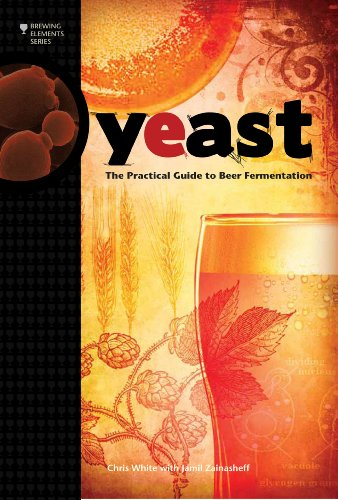 BREWING
ELEMENTS
SERIES
yeast
The Practical Guide to Beer Fermentation
dividing
nucleus
vacuole
glycogen gran
Chris White with Jamil Zainasheff